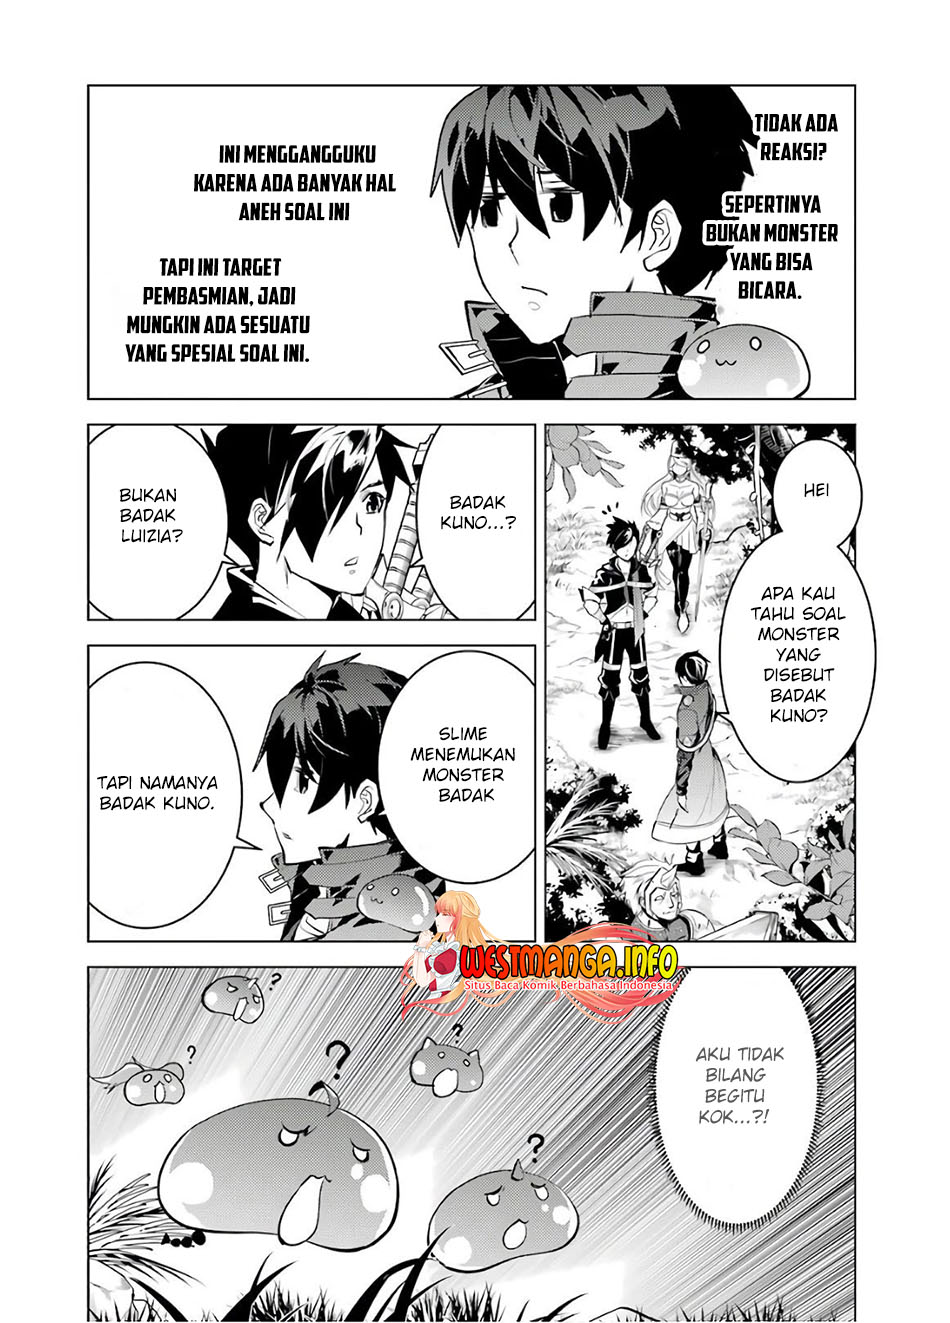 TIDAK ADA
REAKSI?
SEPERTINYA
BUKAN MONSTER
YANG BISA
BICARA.
INI MENGGANGGUKU
KARENA ADA BANYAK HAL
ANEH SOAL INI
TAPI INI TARGET
PEMBASMIAN, JADI
MUNGKIN ADA SESUATU
YANG SPESIAL SOAL INI.
HEI
APA KAU
TAHU SOAL
MONSTER
YANG
DISEBUT
BADAK
KUNO?
BADAK
KUNO...?
BUKAN
BADAK
LUIZIA?
SLIME
MENEMUKAN
MONSTER
BADAK
TAPI NAMANYA
BADAK KUNO.
WESTMANGA.INFO
Situs Baca Komik Berbahasa Indonesia
AKU TIDAK
BILANG
BEGITU
KOK...?!
?
?
?
?
?